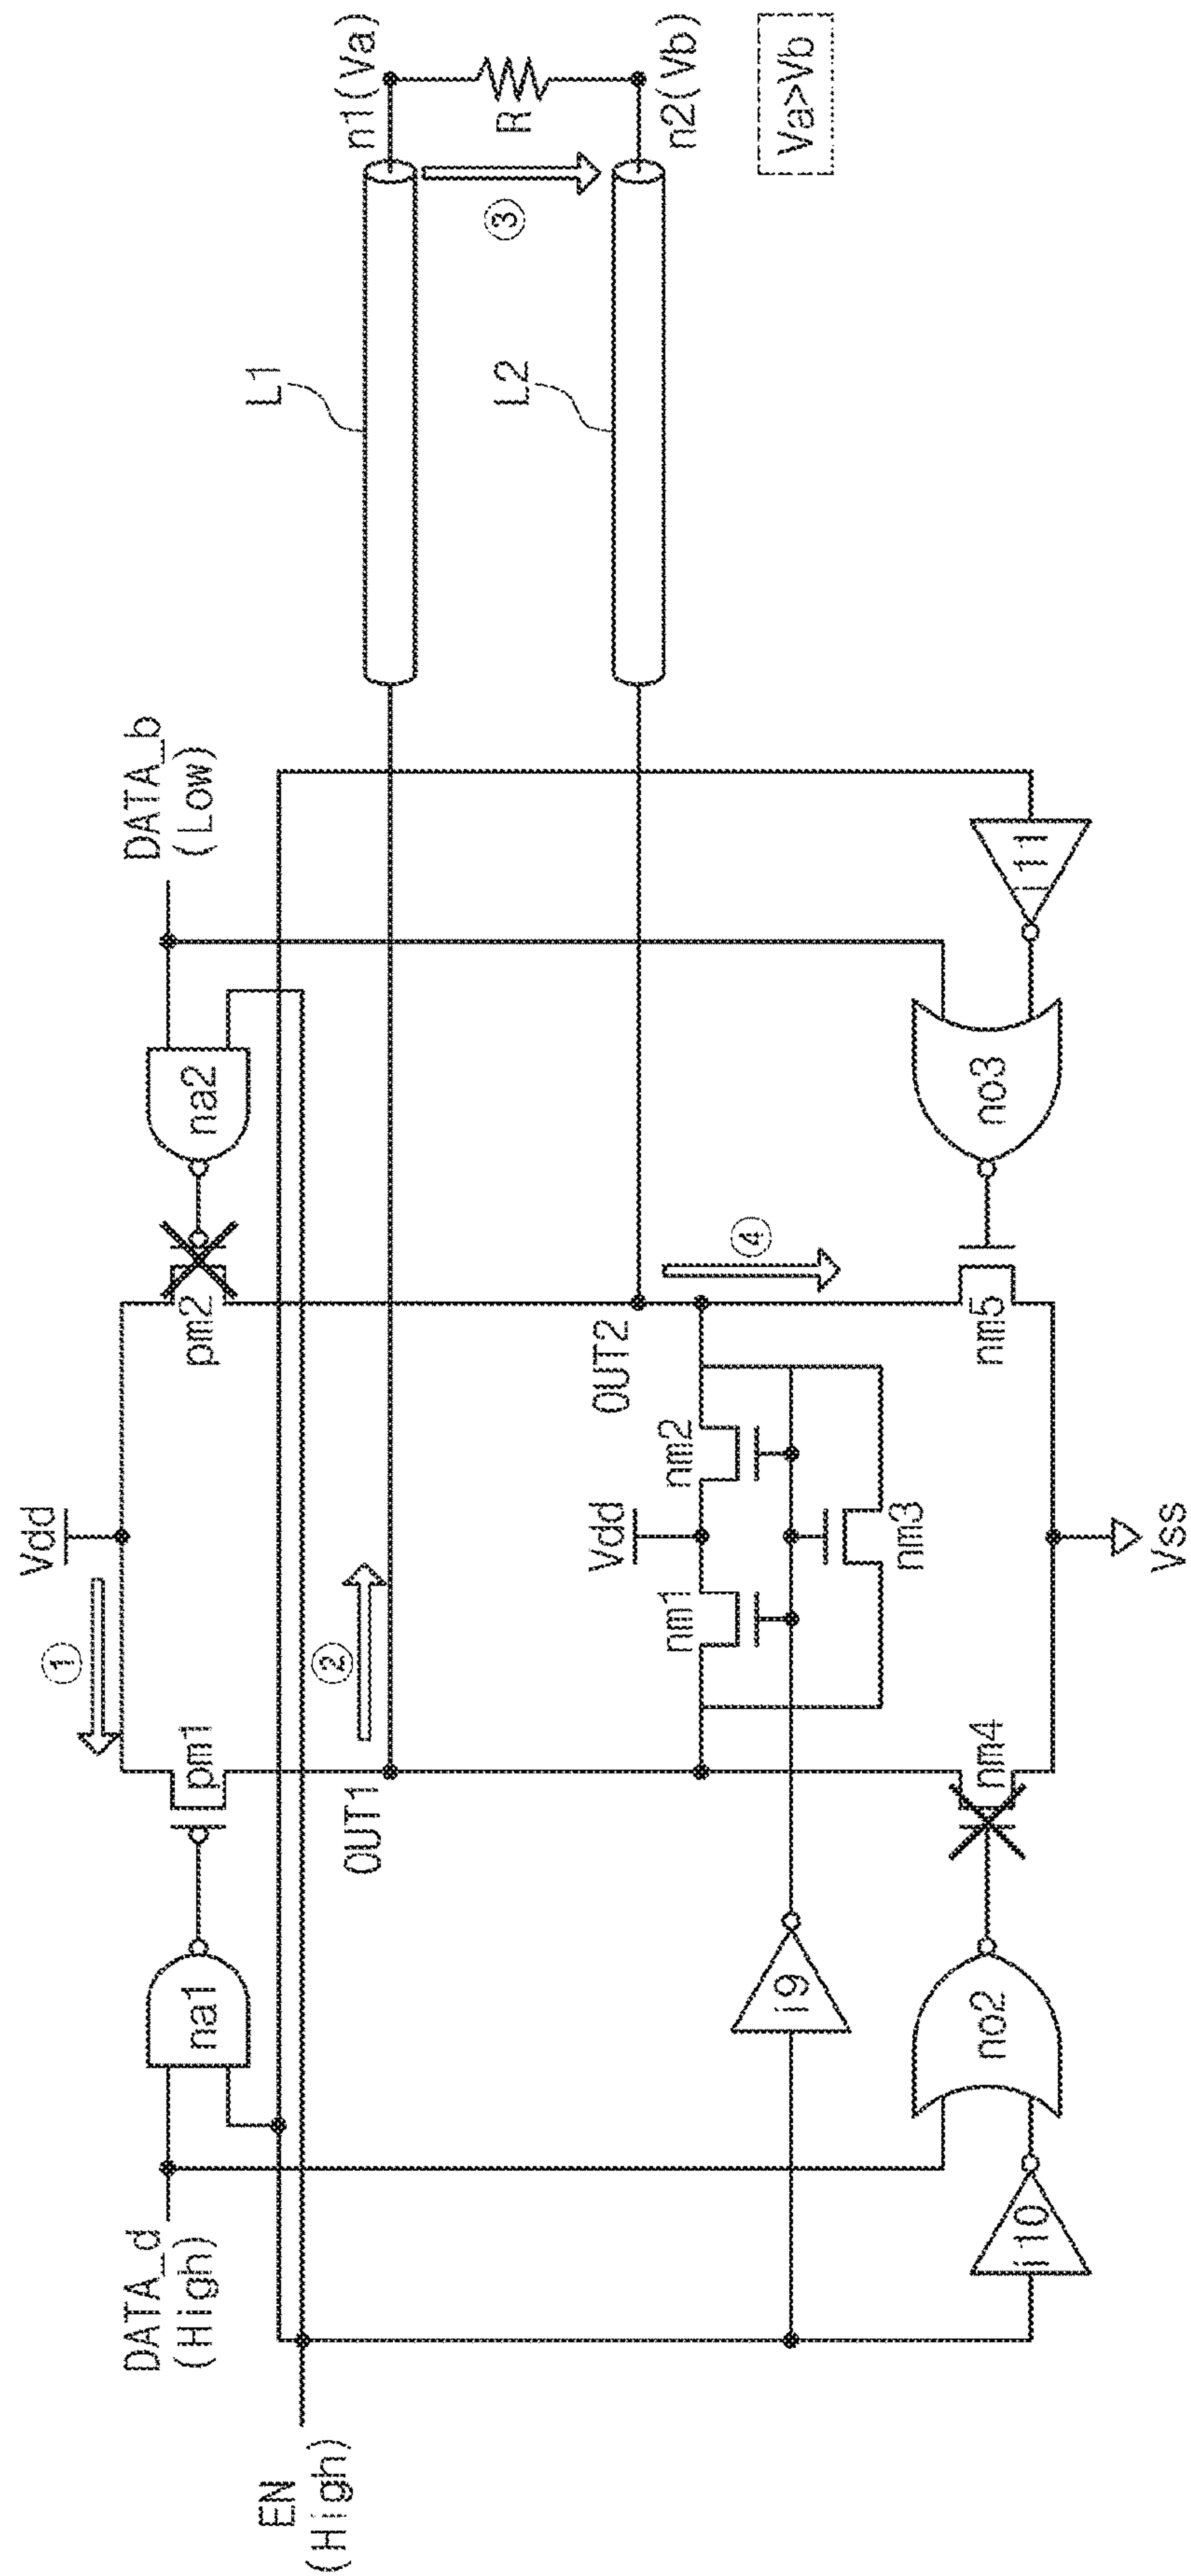 DATA_d
(High)
EN
(High)
na1
pm1
①
Vdd
pm2
na2
DATA_b
(Low)
OUT1
②
L1
n1(Va)
R
③
L2
n2(Vb)
Va>Vb
OUT2
④
Vdd
nm1
nm2
nm3
i9
i10
no2
nm4
nm5
no3
i11
Vss